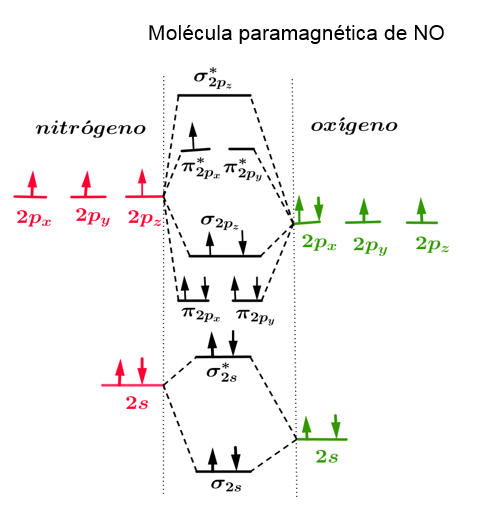 Molécula paramagnética de NO
σ*2pz
nitrógeno
oxígeno
π*2px π*2py
2px 2py 2pz
σ2pz
2px 2py 2pz
π2px π2py
σ*2s
2s
2s
σ2s